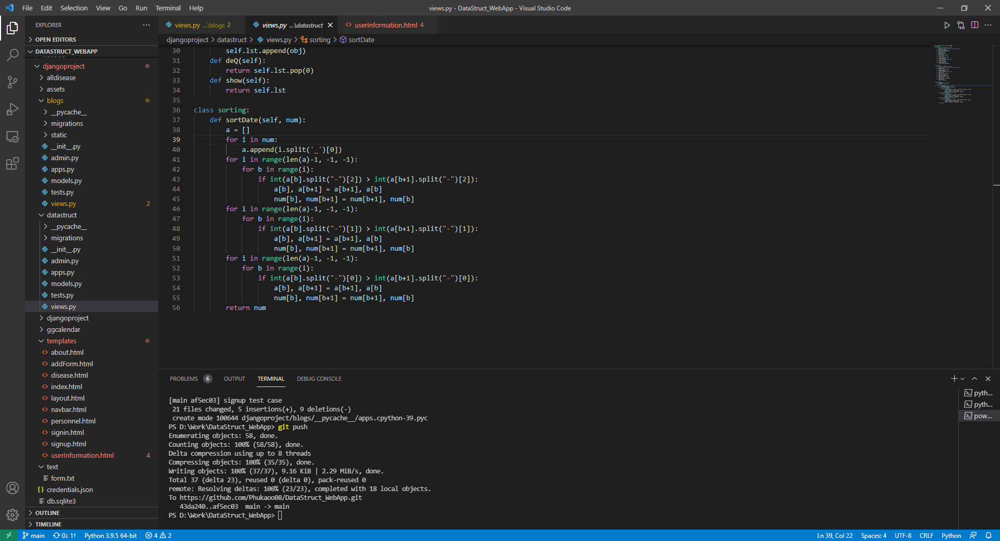 File Edit Selection View Go Run Terminal Help
views.py - DataStruct_WebApp - Visual Studio Code
EXPLORER
OPEN EDITORS
DATASTRUCT_WEBAPP
djangoproject
alldisease
assets
blogs
__pycache__
migrations
static
__init__.py
admin.py
apps.py
models.py
tests.py
views.py 2
datastruct
__pycache__
migrations
__init__.py
admin.py
apps.py
models.py
tests.py
views.py
djangoproject
ggcalendar
templates
about.html
addForm.html
disease.html
index.html
layout.html
navbar.html
personnel.html
signin.html
signup.html
userInformation.html 4
text
form.txt
credentials.json
db.sqlite3
OUTLINE
TIMELINE
views.py ...\blogs 2
views.py ...\datastruct
userInformation.html 4
djangoproject > datastruct > views.py > sorting > sortDate
30 self.lst.append(obj)
31 def deQ(self):
32 return self.lst.pop(0)
33 def show(self):
34 return self.lst
35
36 class sorting:
37 def sortDate(self, num):
38 a = []
39 for i in num:
40 a.append(i.split('_')[0])
41 for i in range(len(a)-1, -1, -1):
42 for b in range(i):
43 if int(a[b].split("-")[2]) > int(a[b+1].split("-")[2]):
44 a[b], a[b+1] = a[b+1], a[b]
45 num[b], num[b+1] = num[b+1], num[b]
46 for i in range(len(a)-1, -1, -1):
47 for b in range(i):
48 if int(a[b].split("-")[1]) > int(a[b+1].split("-")[1]):
49 a[b], a[b+1] = a[b+1], a[b]
50 num[b], num[b+1] = num[b+1], num[b]
51 for i in range(len(a)-1, -1, -1):
52 for b in range(i):
53 if int(a[b].split("-")[0]) > int(a[b+1].split("-")[0]):
54 a[b], a[b+1] = a[b+1], a[b]
55 num[b], num[b+1] = num[b+1], num[b]
56 return num
PROBLEMS 6 OUTPUT TERMINAL DEBUG CONSOLE
[main af5ec03] signup test case
21 files changed, 5 insertions(+), 9 deletions(-)
create mode 100644 djangoproject/blogs/__pycache__/apps.cpython-39.pyc
PS D:\Work\DataStruct_WebApp> git push
Enumerating objects: 58, done.
Counting objects: 100% (58/58), done.
Delta compression using up to 8 threads
Compressing objects: 100% (35/35), done.
Writing objects: 100% (37/37), 9.16 KiB | 2.29 MiB/s, done.
Total 37 (delta 23), reused 0 (delta 0), pack-reused 0
remote: Resolving deltas: 100% (23/23), completed with 18 local objects.
To https://github.com/Phukaoo08/DataStruct_WebApp.git
43da240..af5ec03 main -> main
PS D:\Work\DataStruct_WebApp>
pyth...
pyth...
pow...
main 0↓ 1↑ Python 3.9.5 64-bit 4 2
Ln 39, Col 22 Spaces: 4 UTF-8 CRLF Python